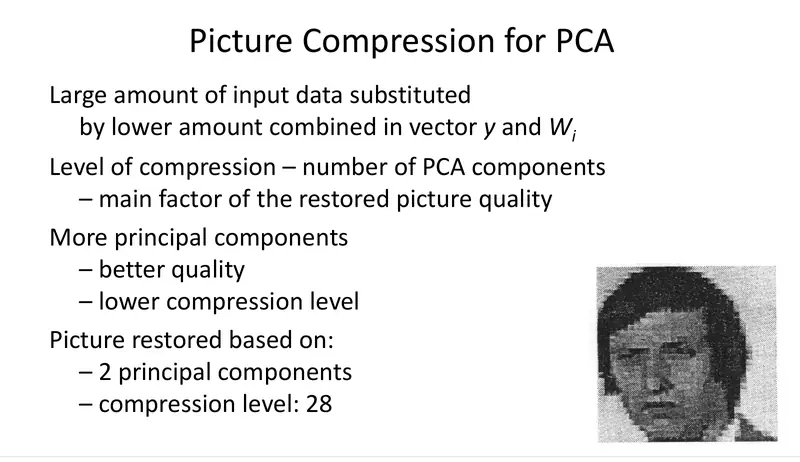 Picture Compression for PCA
Large amount of input data substituted
by lower amount combined in vector y and Wi
Level of compression – number of PCA components
– main factor of the restored picture quality
More principal components
– better quality
– lower compression level
Picture restored based on:
– 2 principal components
– compression level: 28